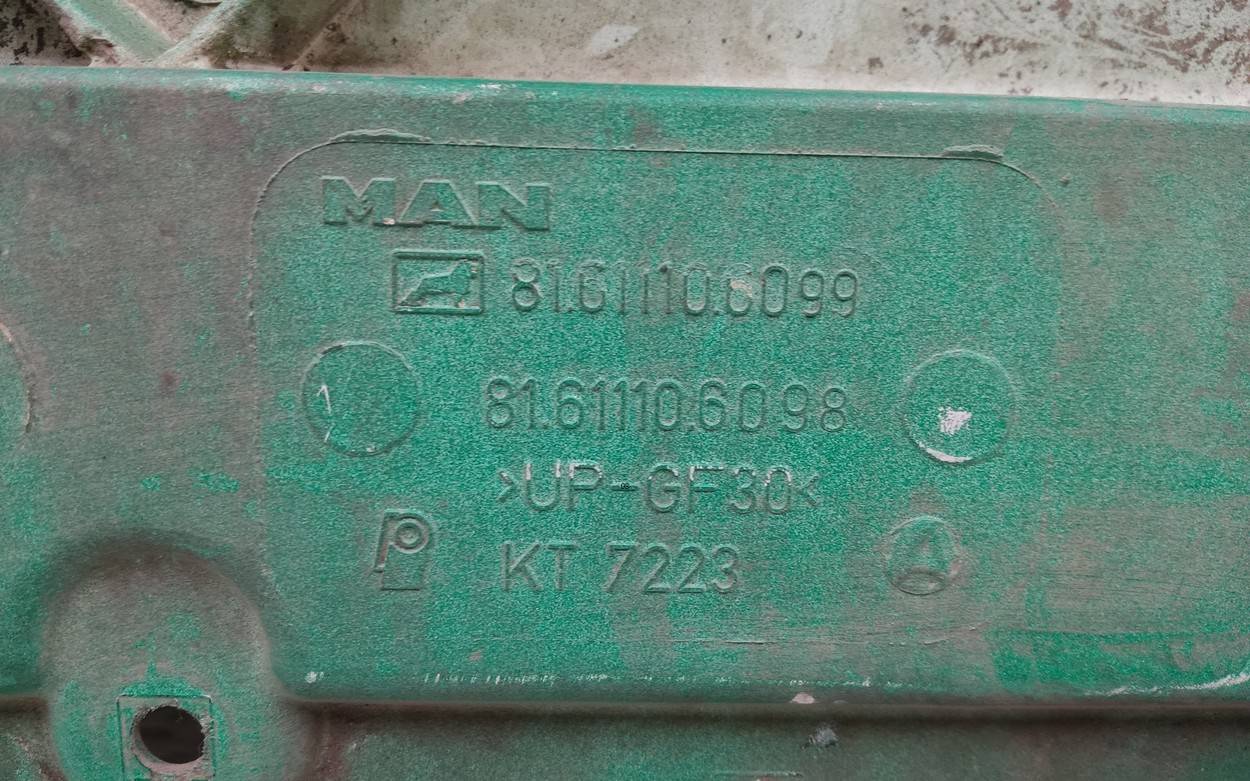 MAN
81.61110.6099
81.61110.6098
>UP-GF30<
KT 7223